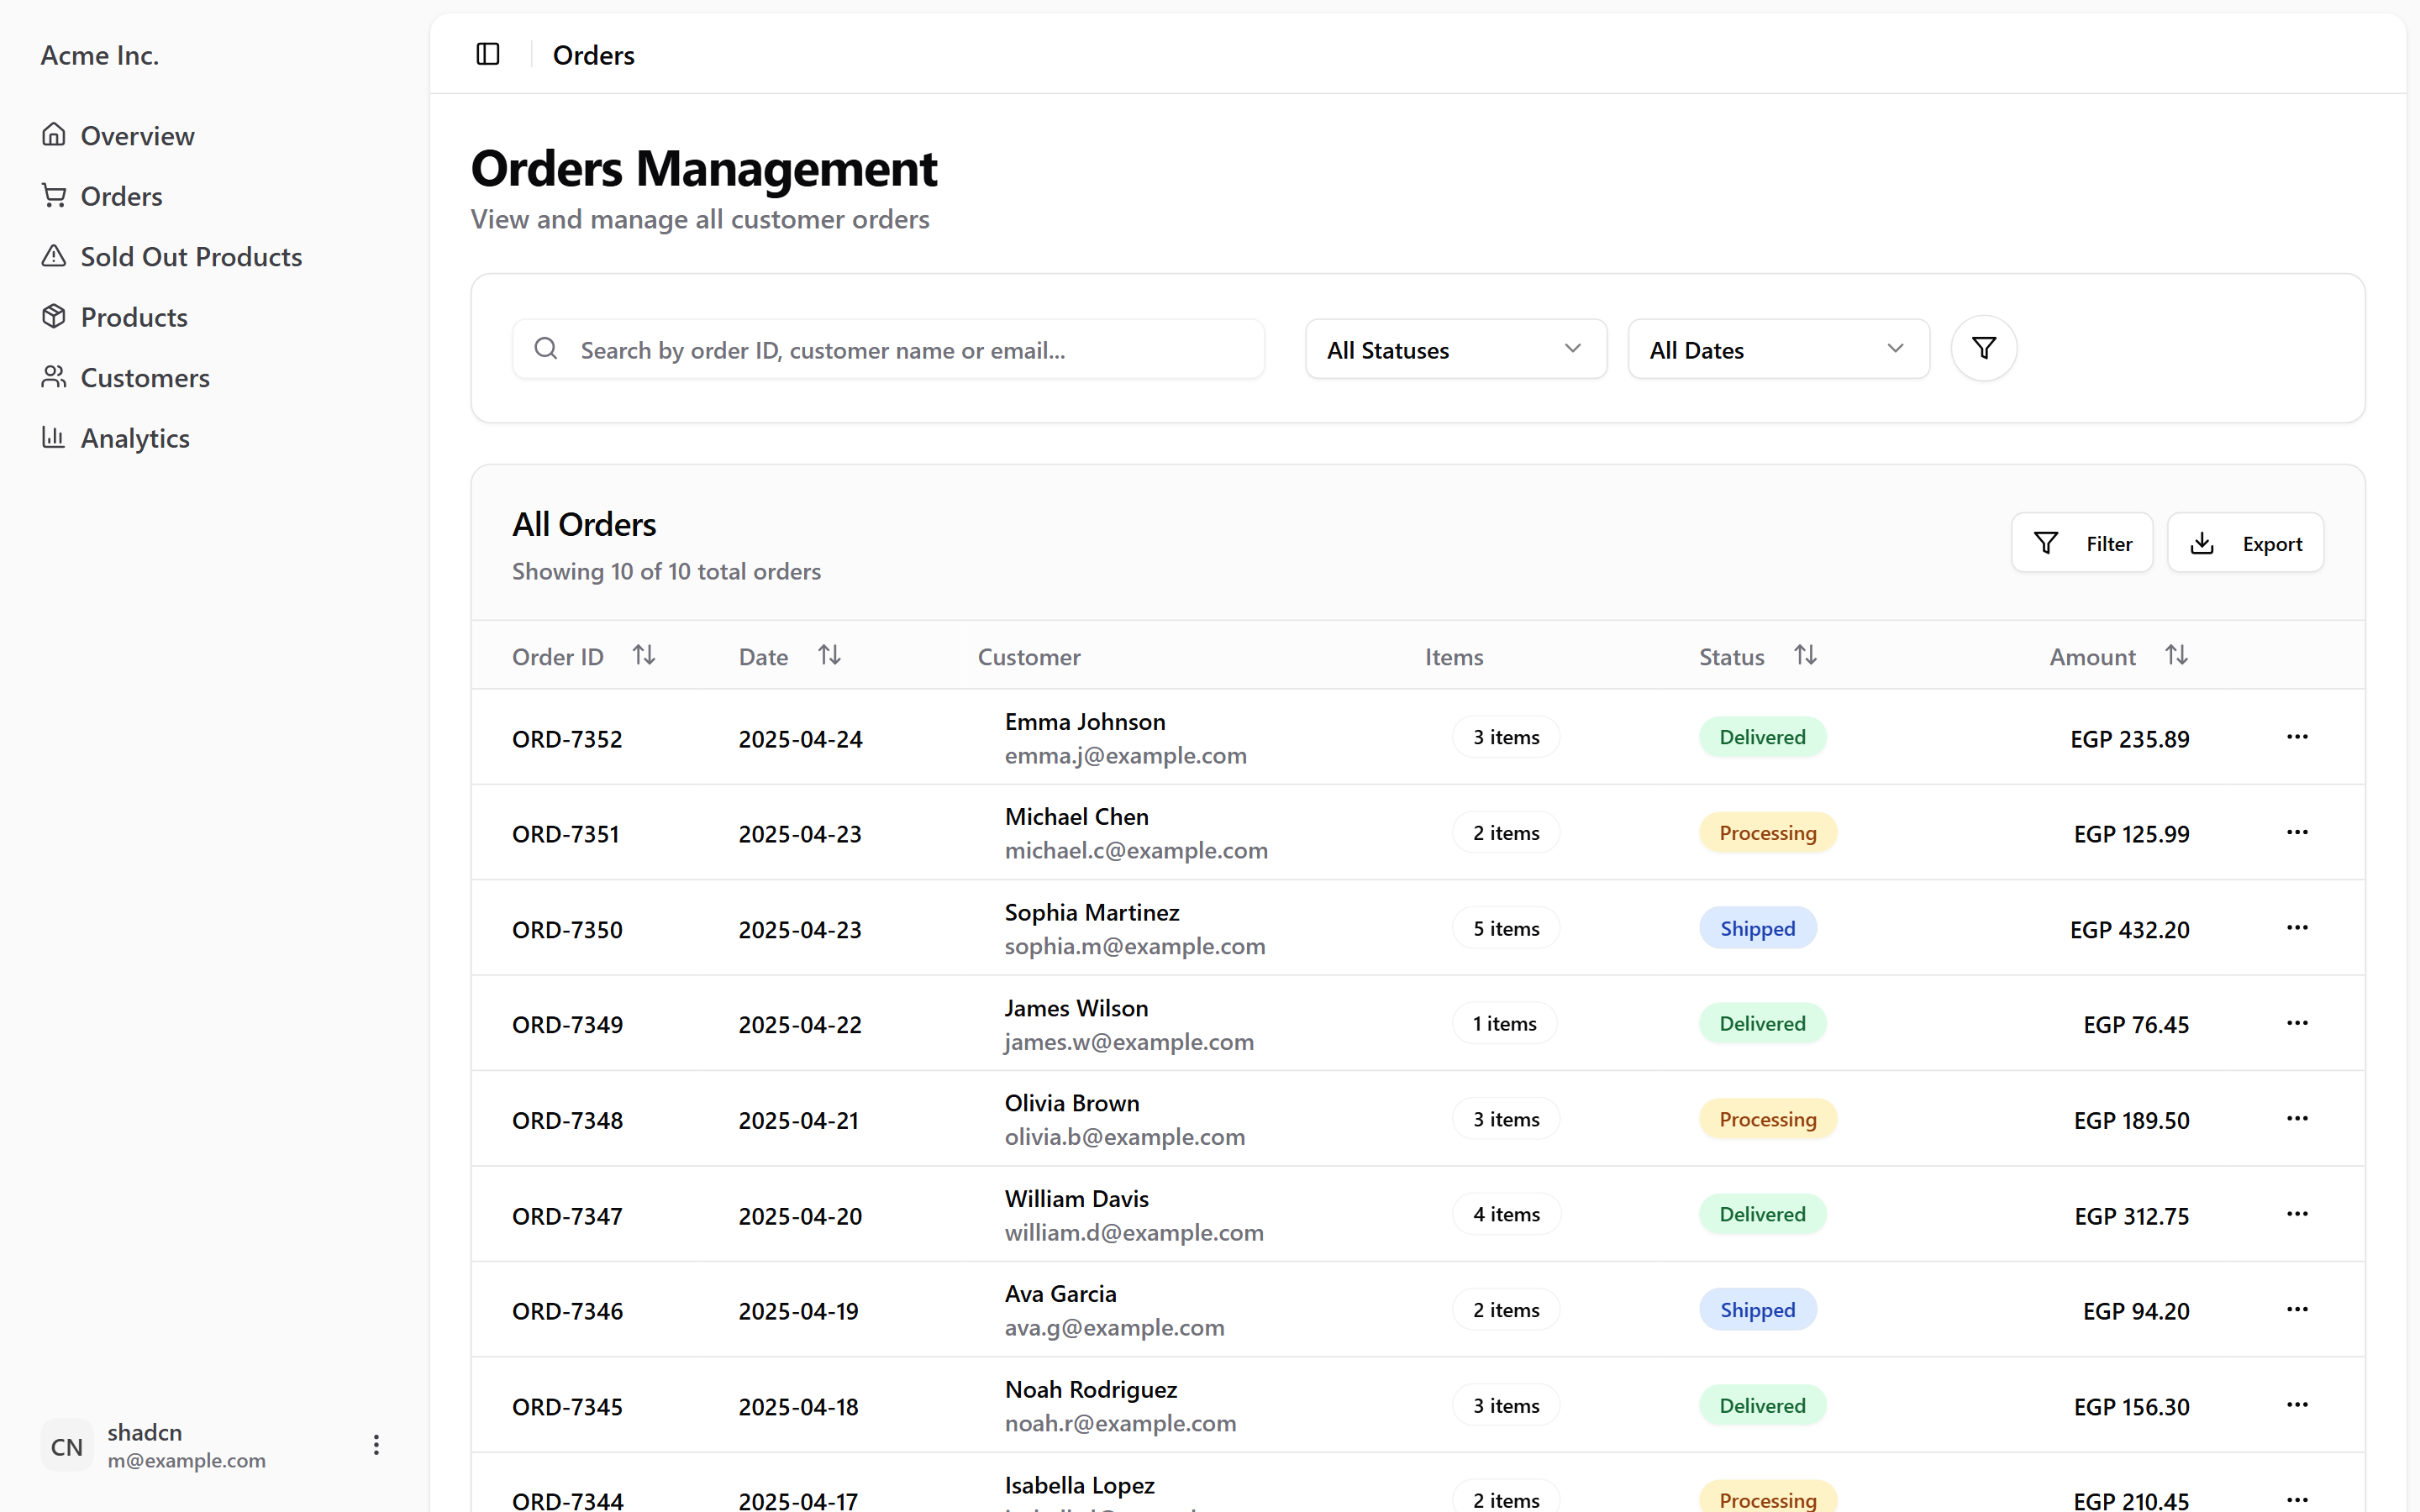 Acme Inc.
Overview
Orders
Sold Out Products
Products
Customers
Analytics
CN
shadcn
m@example.com
Orders
Orders Management
View and manage all customer orders
Search by order ID, customer name or email...
All Statuses
All Dates
All Orders
Showing 10 of 10 total orders
Filter
Export
Order ID Date Customer Items Status Amount
ORD-7352 2025-04-24 Emma Johnson 3 items Delivered EGP 235.89
emma.j@example.com
ORD-7351 2025-04-23 Michael Chen 2 items Processing EGP 125.99
michael.c@example.com
ORD-7350 2025-04-23 Sophia Martinez 5 items Shipped EGP 432.20
sophia.m@example.com
ORD-7349 2025-04-22 James Wilson 1 items Delivered EGP 76.45
james.w@example.com
ORD-7348 2025-04-21 Olivia Brown 3 items Processing EGP 189.50
olivia.b@example.com
ORD-7347 2025-04-20 William Davis 4 items Delivered EGP 312.75
william.d@example.com
ORD-7346 2025-04-19 Ava Garcia 2 items Shipped EGP 94.20
ava.g@example.com
ORD-7345 2025-04-18 Noah Rodriguez 3 items Delivered EGP 156.30
noah.r@example.com
ORD-7344 2025-04-17 Isabella Lopez 2 items Processing EGP 210.45